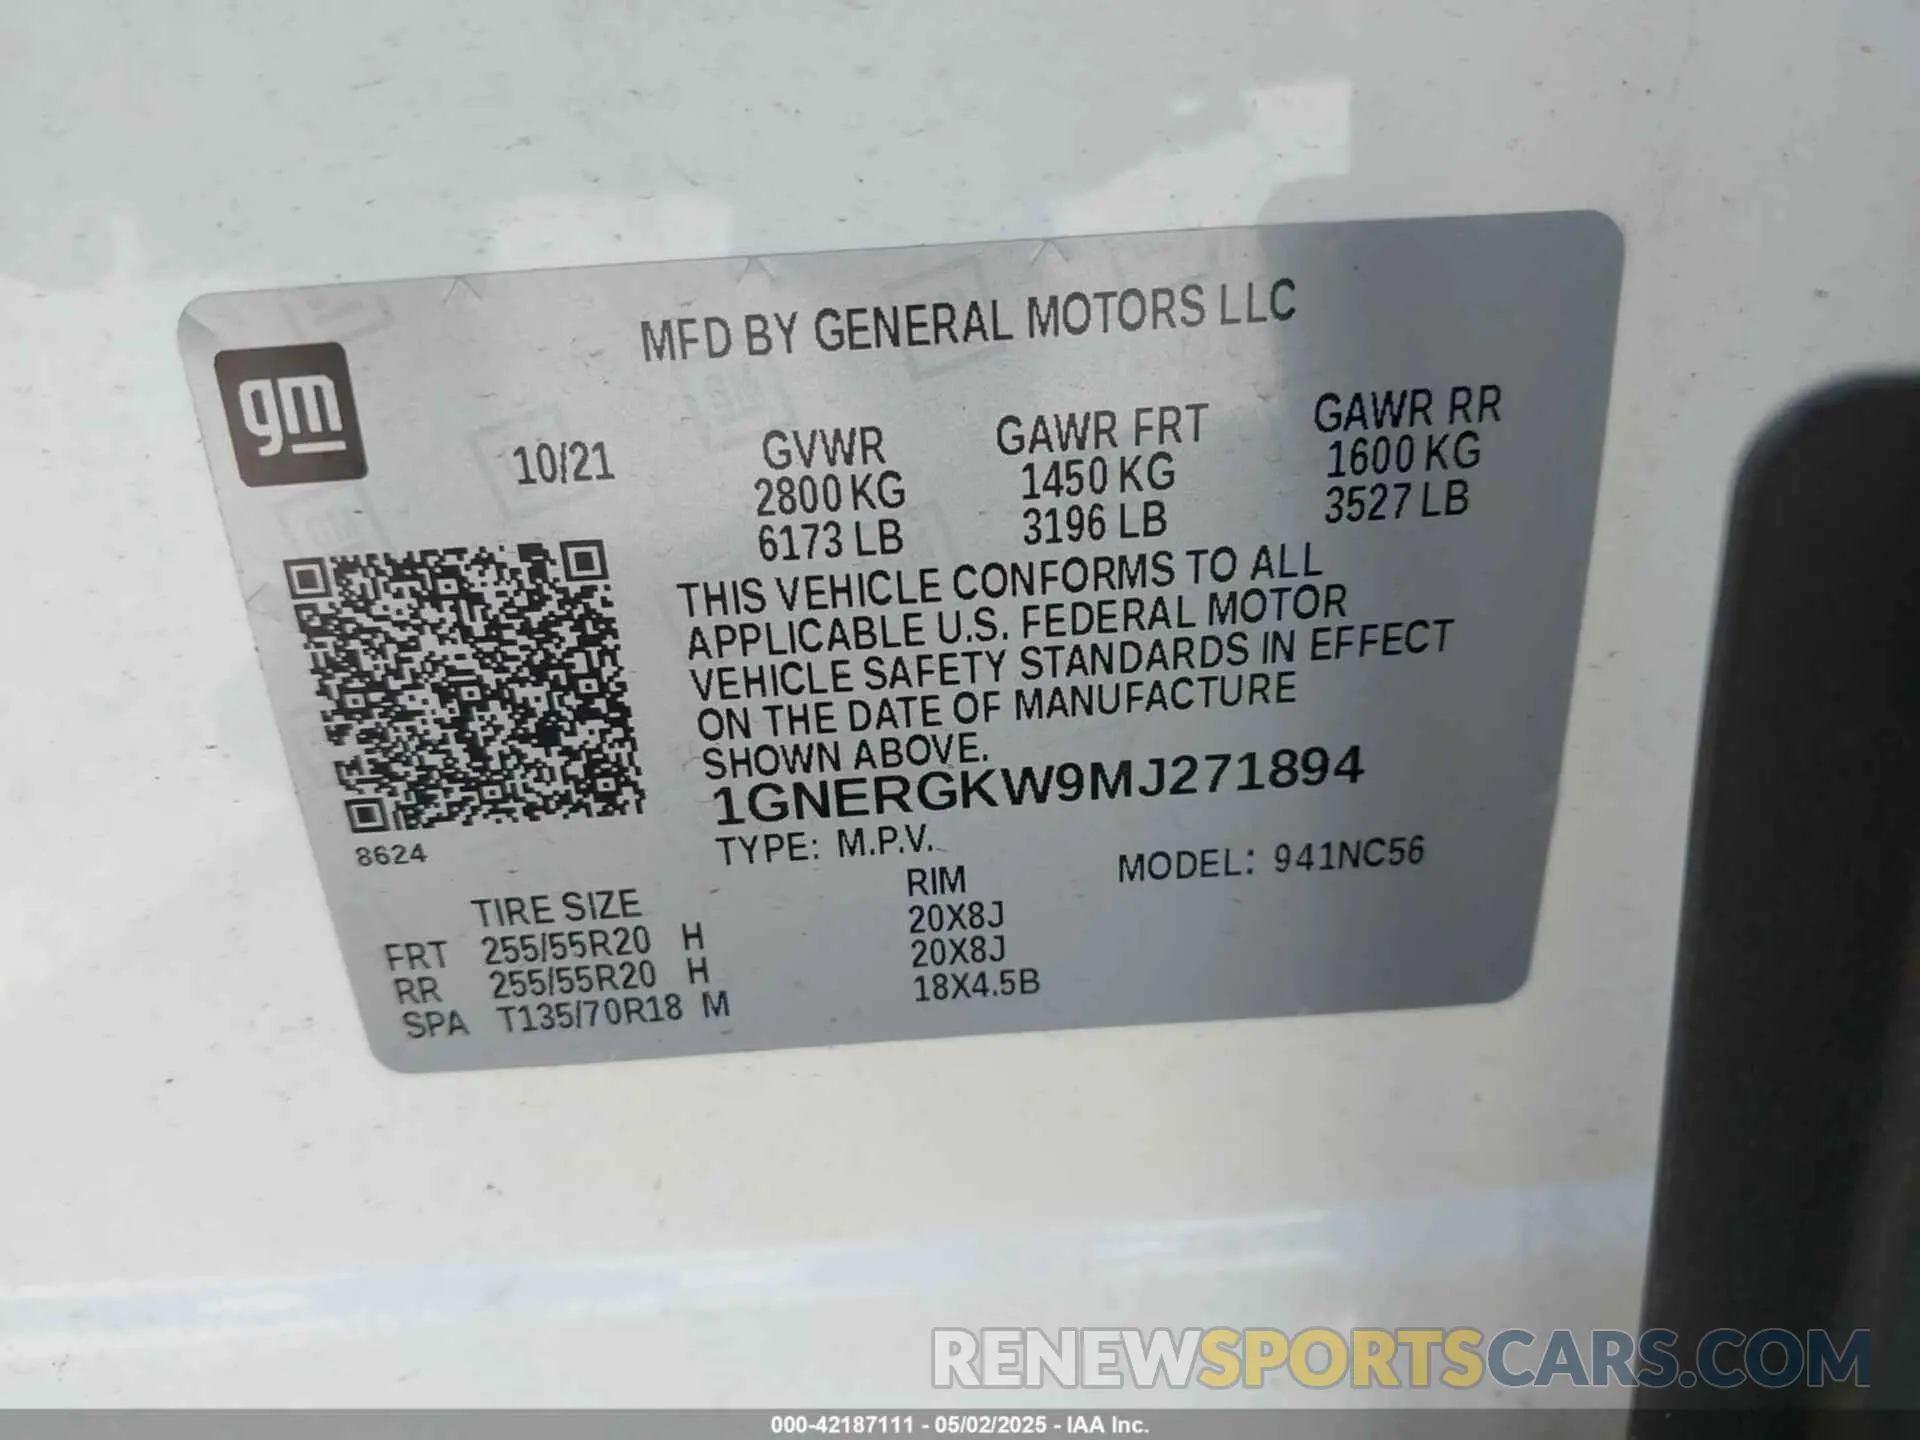 MFD BY GENERAL MOTORS LLC
gm
10/21
GVWR
2800 KG
6173 LB
GAWR FRT
1450 KG
3196 LB
GAWR RR
1600 KG
3527 LB
THIS VEHICLE CONFORMS TO ALL
APPLICABLE U.S. FEDERAL MOTOR
VEHICLE SAFETY STANDARDS IN EFFECT
ON THE DATE OF MANUFACTURE
SHOWN ABOVE.
1GNERGKW9MJ271894
8624
TYPE: M.P.V.
MODEL: 941NC56
TIRE SIZE RIM
FRT 255/55R20 H 20X8J
RR 255/55R20 H 20X8J
SPA T135/70R18 M 18X4.5B
RENEWSPORTSCARS.COM
000-42187111 - 05/02/2025 - IAA Inc.